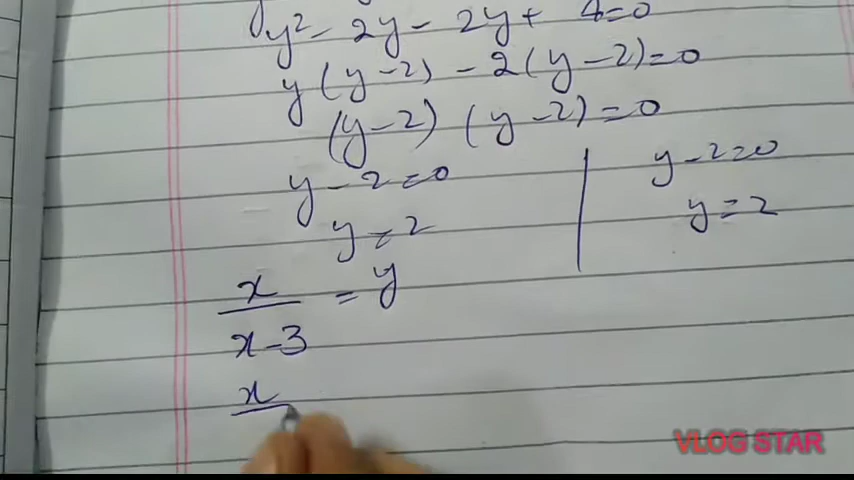 y² - 2y - 2y + 4 = 0
y (y - 2) - 2 (y - 2) = 0
(y - 2) (y - 2) = 0
y - 2 = 0 | y - 2 = 0
y = 2 | y = 2
x / x - 3 = y
x
VLOG STAR